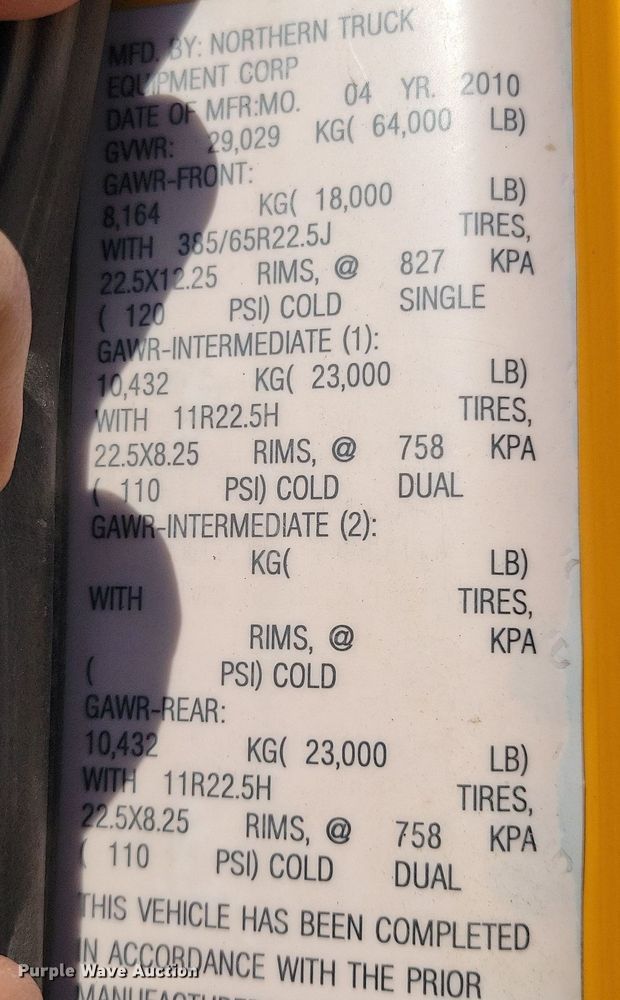 MFD. BY: NORTHERN TRUCK
EQUIPMENT CORP
DATE OF MFR:MO. 04 YR. 2010
GVWR: 29,029 KG( 64,000 LB)
GAWR-FRONT:
8,164 KG( 18,000 LB)
WITH 385/65R22.5J TIRES,
22.5X12.25 RIMS, @ 827 KPA
( 120 PSI) COLD SINGLE
GAWR-INTERMEDIATE (1):
10,432 KG( 23,000 LB)
WITH 11R22.5H TIRES,
22.5X8.25 RIMS, @ 758 KPA
( 110 PSI) COLD DUAL
GAWR-INTERMEDIATE (2):
KG( LB)
WITH TIRES,
RIMS, @ KPA
( PSI) COLD
GAWR-REAR:
10,432 KG( 23,000 LB)
WITH 11R22.5H TIRES,
22.5X8.25 RIMS, @ 758 KPA
( 110 PSI) COLD DUAL
THIS VEHICLE HAS BEEN COMPLETED
IN ACCORDANCE WITH THE PRIOR
Purple Wave Auction